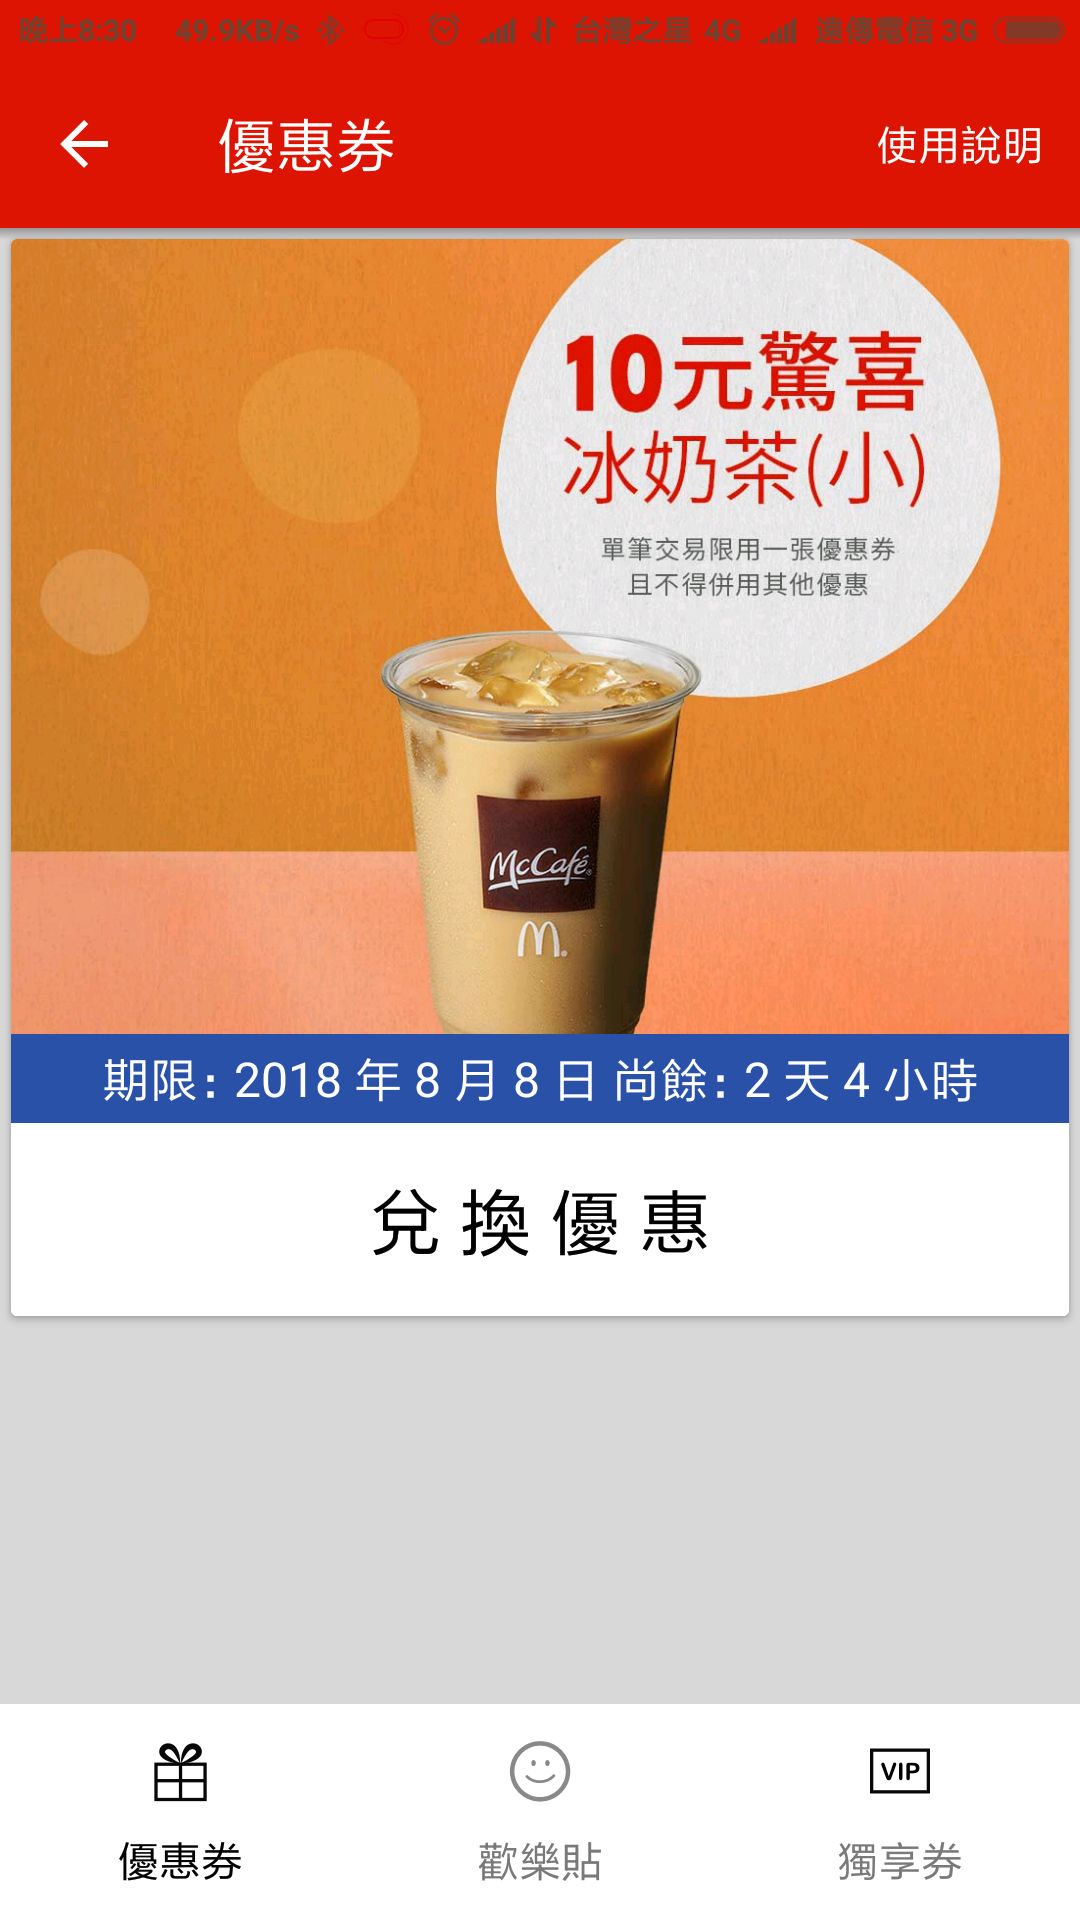 晚上8:30 49.9KB/s 台灣之星 4G 遠傳電信 3G
優惠券
使用說明
10元驚喜
冰奶茶(小)
單筆交易限用一張優惠券
且不得併用其他優惠
McCafé
期限: 2018 年 8 月 8 日 尚餘: 2 天 4 小時
兌換優惠
VIP
優惠券 歡樂貼 獨享券